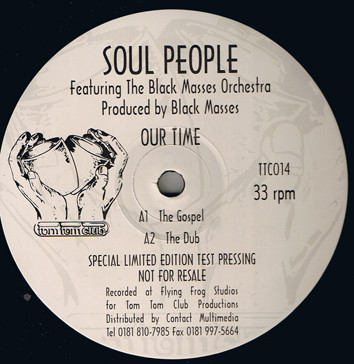 SOUL PEOPLE
Featuring The Black Masses Orchestra
Produced by Black Masses
OUR TIME
tom tom club
TTC014
33 rpm
A1 The Gospel
A2 The Dub
SPECIAL LIMITED EDITION TEST PRESSING
NOT FOR RESALE
Recorded at Flying Frog Studios
for Tom Tom Club Productions
Distributed by Contact Multimedia
Tel 0181 810-7985 Fax 0181 997-5664